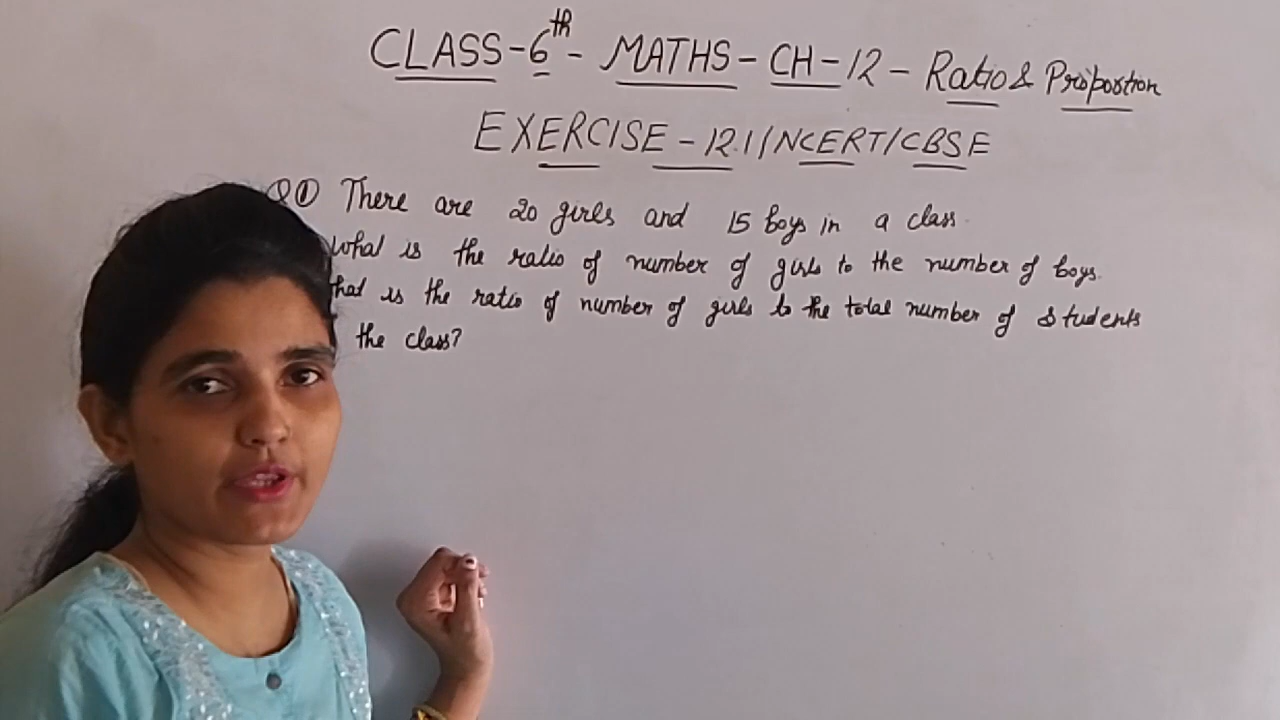 CLASS-6th- MATHS - CH-12 - Ratio & Proportion
EXERCISE - 12.1/NCERT/CBSE
Q① There are 20 girls and 15 boys in a class.
What is the ratio of number of girls to the number of boys.
hat is the ratio of number of girls to the total number of students
the class?